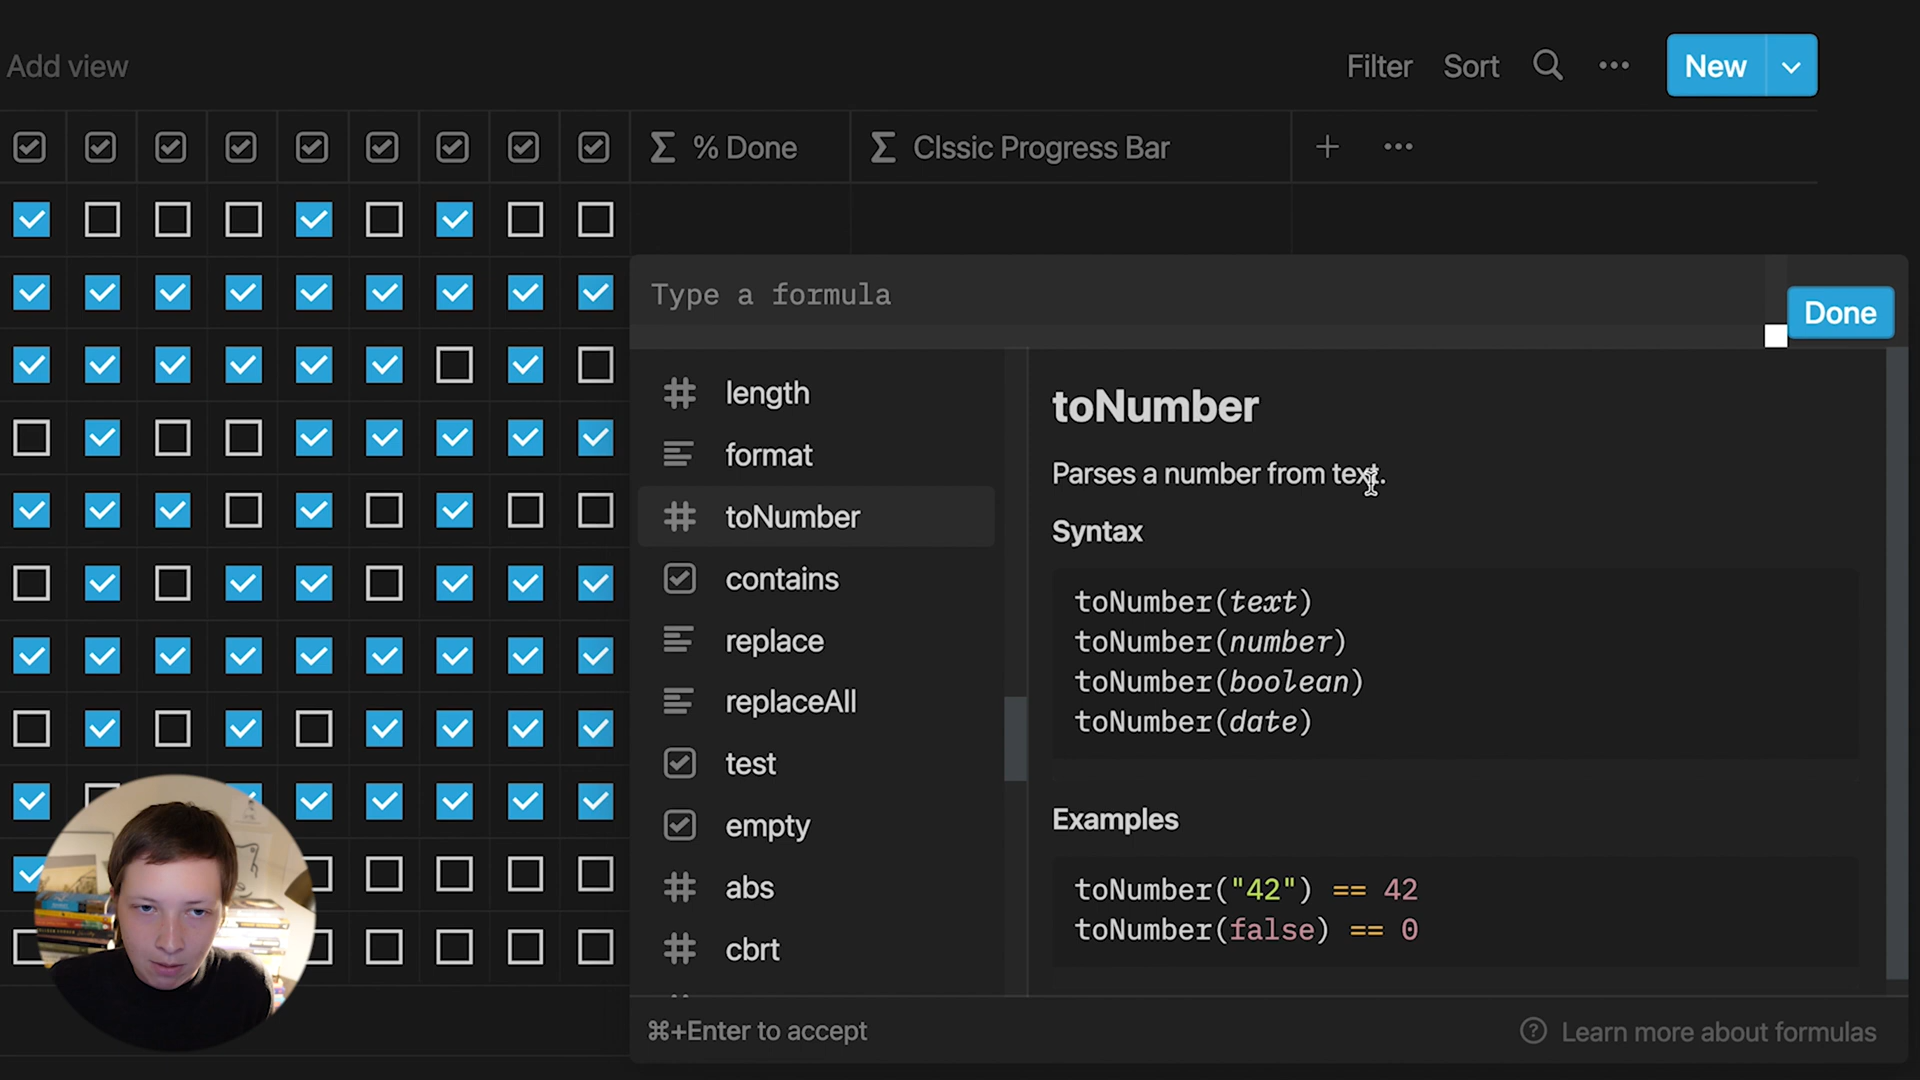 Add view
Filter Sort
New
% Done
Clssic Progress Bar
Type a formula
Done
length
format
toNumber
contains
replace
replaceAll
test
empty
abs
cbrt
toNumber
Parses a number from text.
Syntax
toNumber(text)
toNumber(number)
toNumber(boolean)
toNumber(date)
Examples
toNumber("42") == 42
toNumber(false) == 0
⌘+Enter to accept
Learn more about formulas